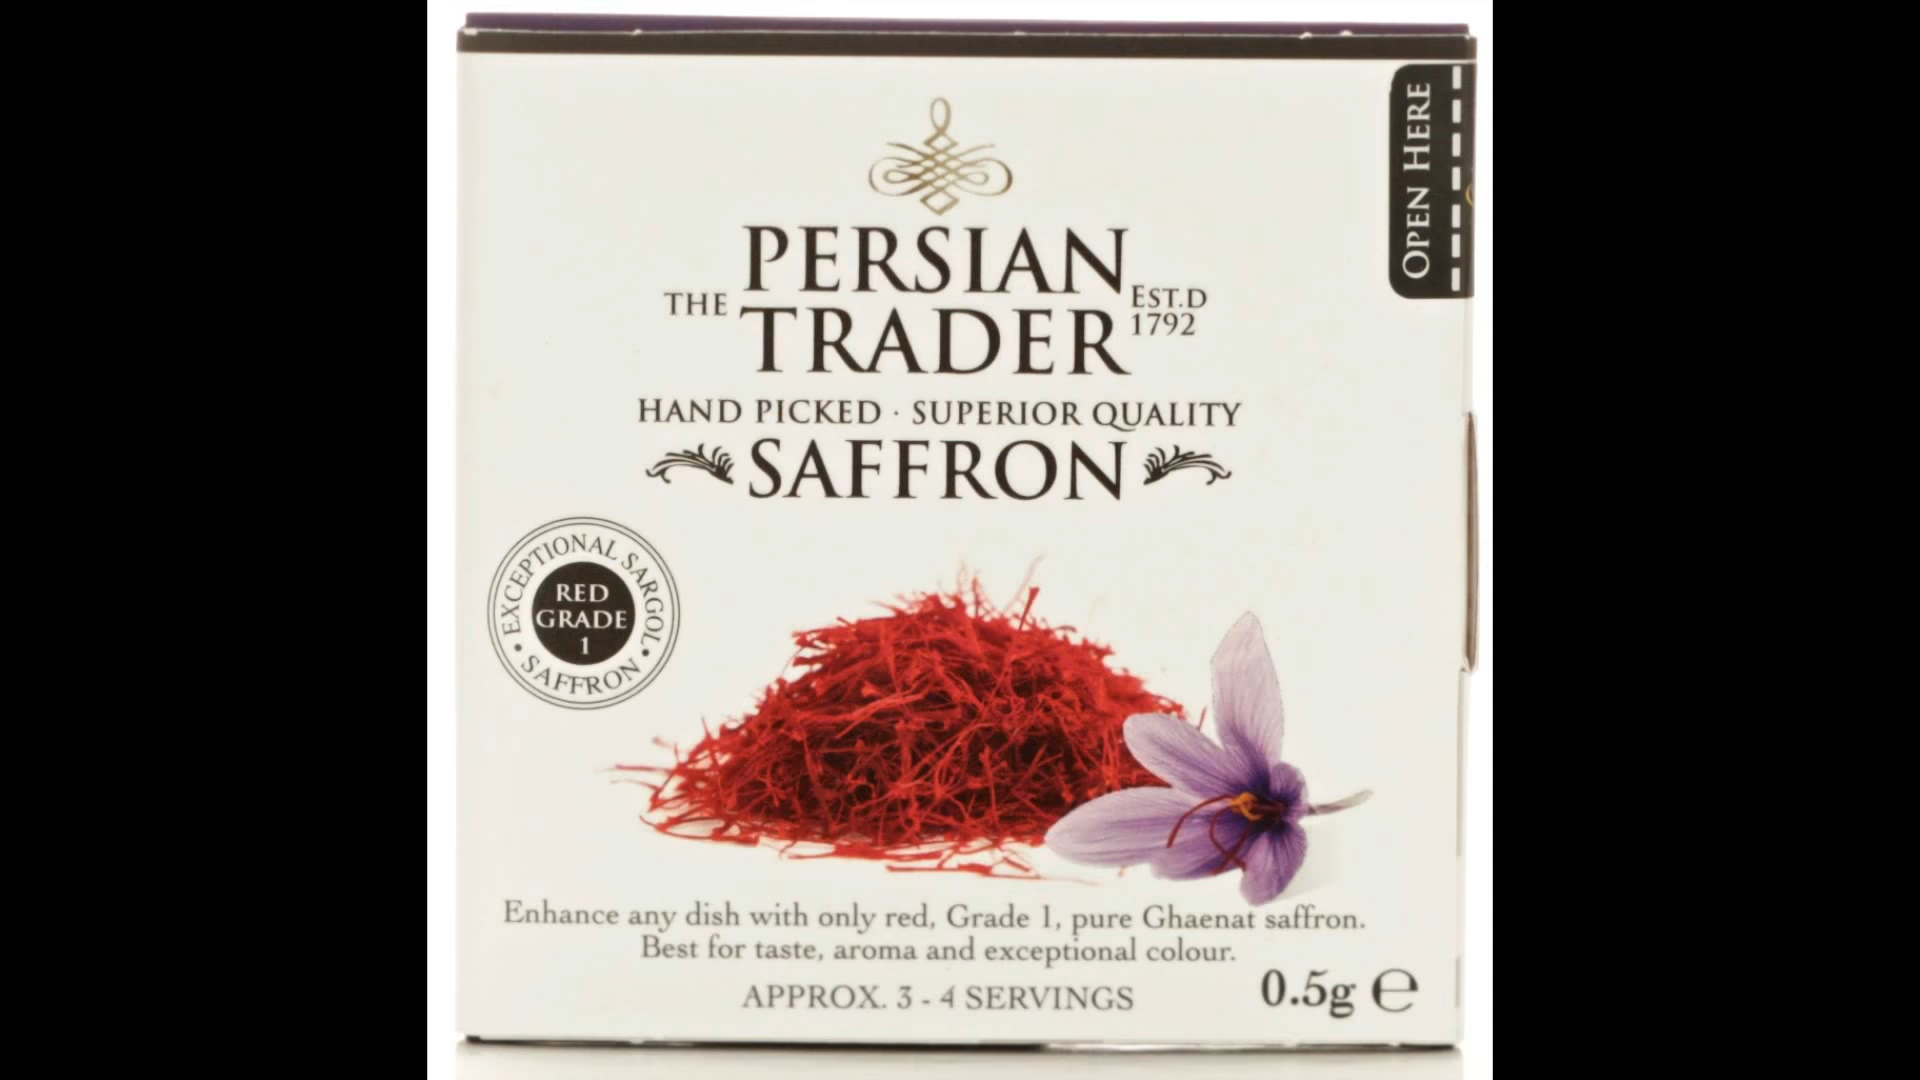 OPEN HERE
PERSIAN
THE TRADER EST.D 1792
HAND PICKED · SUPERIOR QUALITY
SAFFRON
EXCEPTIONAL SARGOL • SAFFRON •
RED
GRADE
1
Enhance any dish with only red, Grade 1, pure Ghaenat saffron.
Best for taste, aroma and exceptional colour.
APPROX. 3 - 4 SERVINGS
0.5g ℮